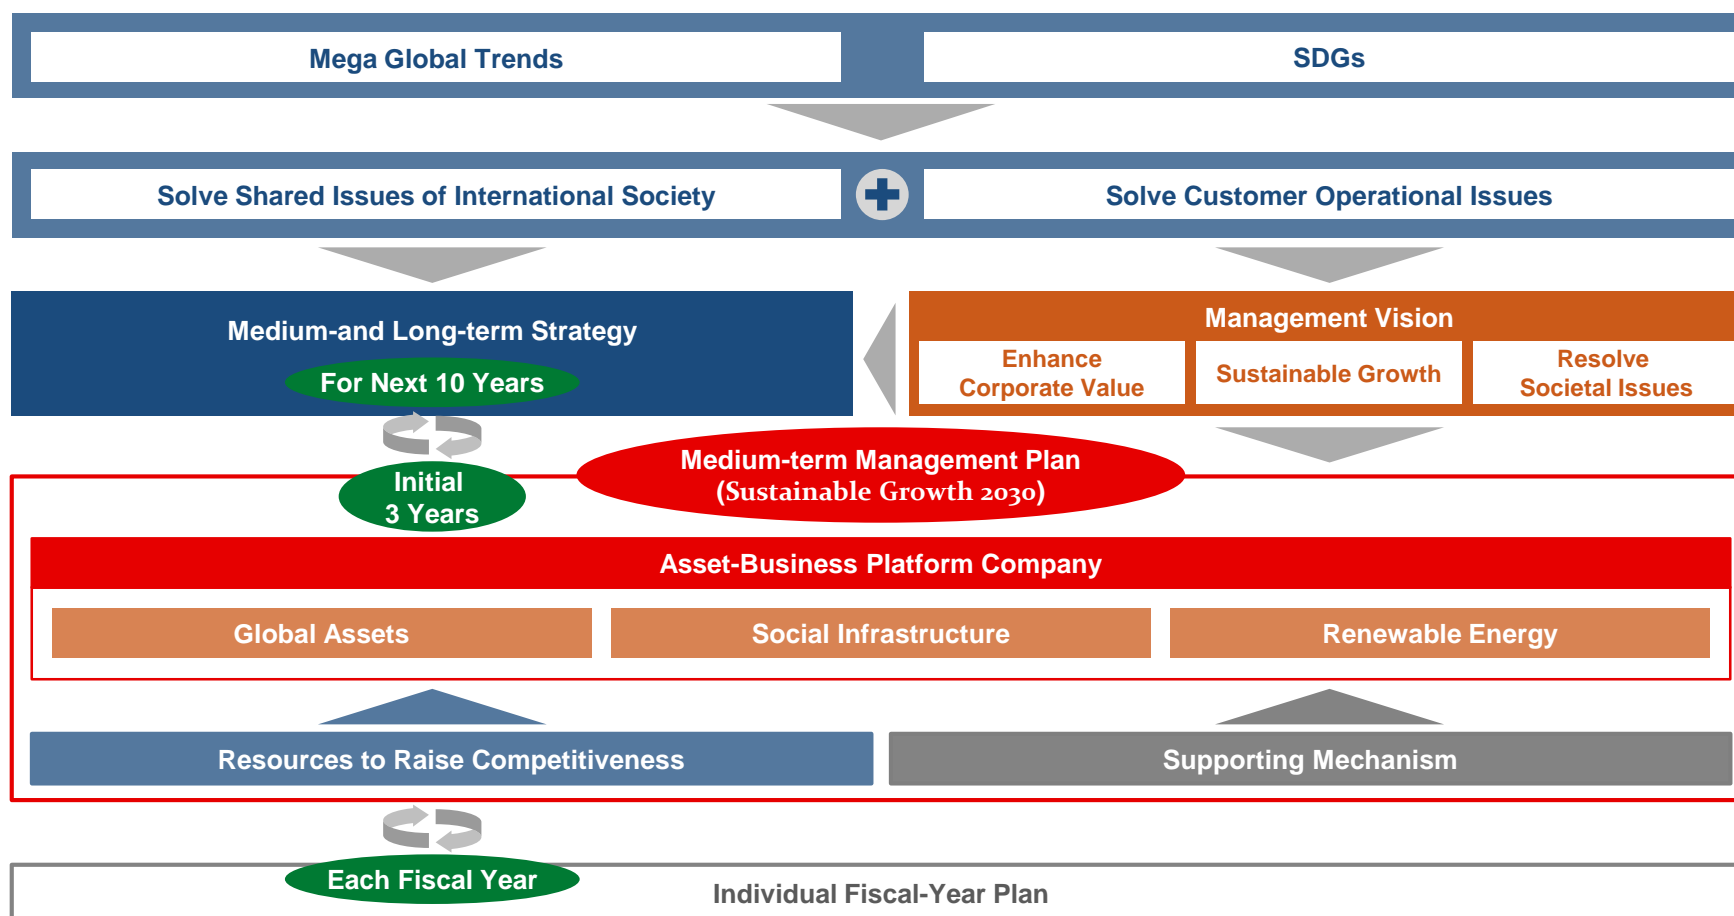 Mega Global Trends
SDGs
Solve Shared Issues of International Society
Solve Customer Operational Issues
Medium-and Long-term Strategy
For Next 10 Years
Management Vision
Enhance
Corporate Value
Sustainable Growth
Resolve
Societal Issues
Initial
3 Years
Medium-term Management Plan
(Sustainable Growth 2030)
Asset-Business Platform Company
Global Assets
Social Infrastructure
Renewable Energy
Resources to Raise Competitiveness
Supporting Mechanism
Each Fiscal Year
Individual Fiscal-Year Plan